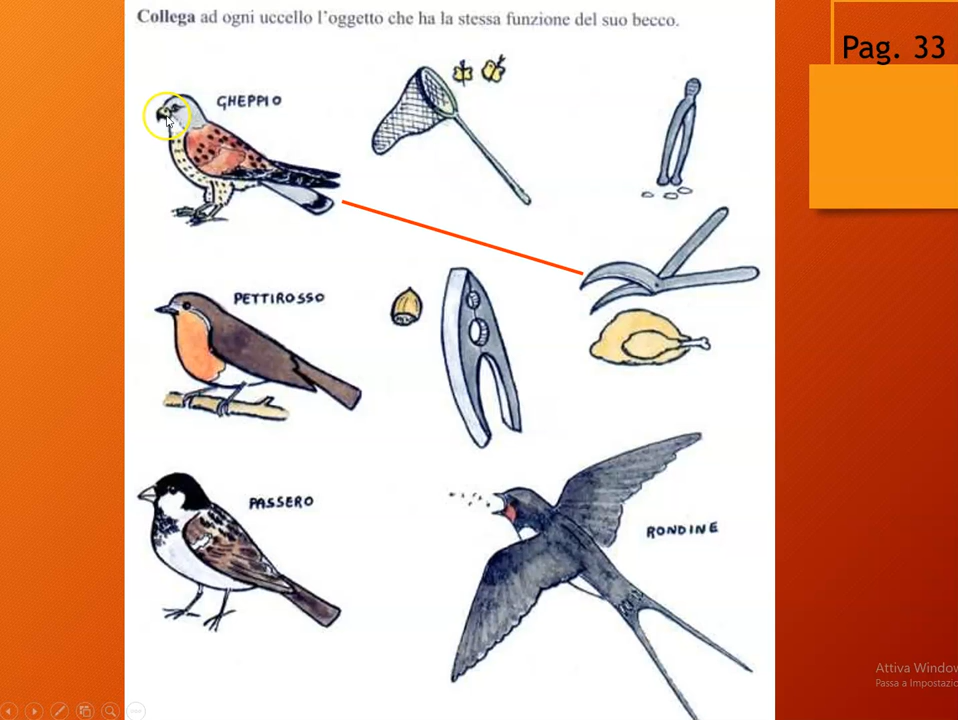 Collega ad ogni uccello l'oggetto che ha la stessa funzione del suo becco.
Pag. 33
GHEPPIO
PETTIROSSO
PASSERO
RONDINE
Attiva Window
Passa a Impostazio